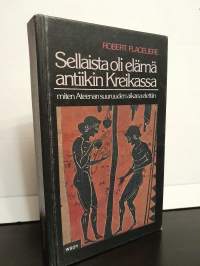 ROBERT FLACELIÈRE
Sellaista oli elämä
antiikin Kreikassa
miten Ateenan suuruuden aikana elettiin
WSOY